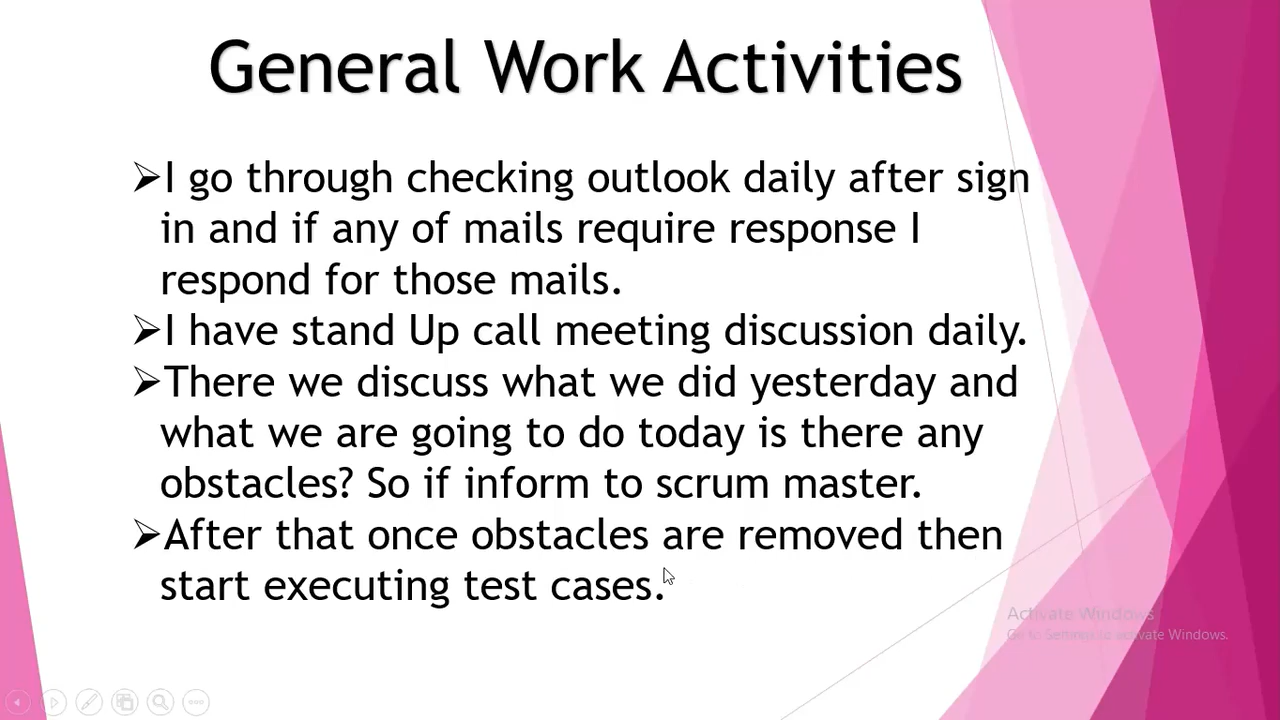 General Work Activities
➢I go through checking outlook daily after sign
in and if any of mails require response I
respond for those mails.
➢I have stand Up call meeting discussion daily.
➢There we discuss what we did yesterday and
what we are going to do today is there any
obstacles? So if inform to scrum master.
➢After that once obstacles are removed then
start executing test cases.
Activate Windows
Go to Settings to activate Windows.